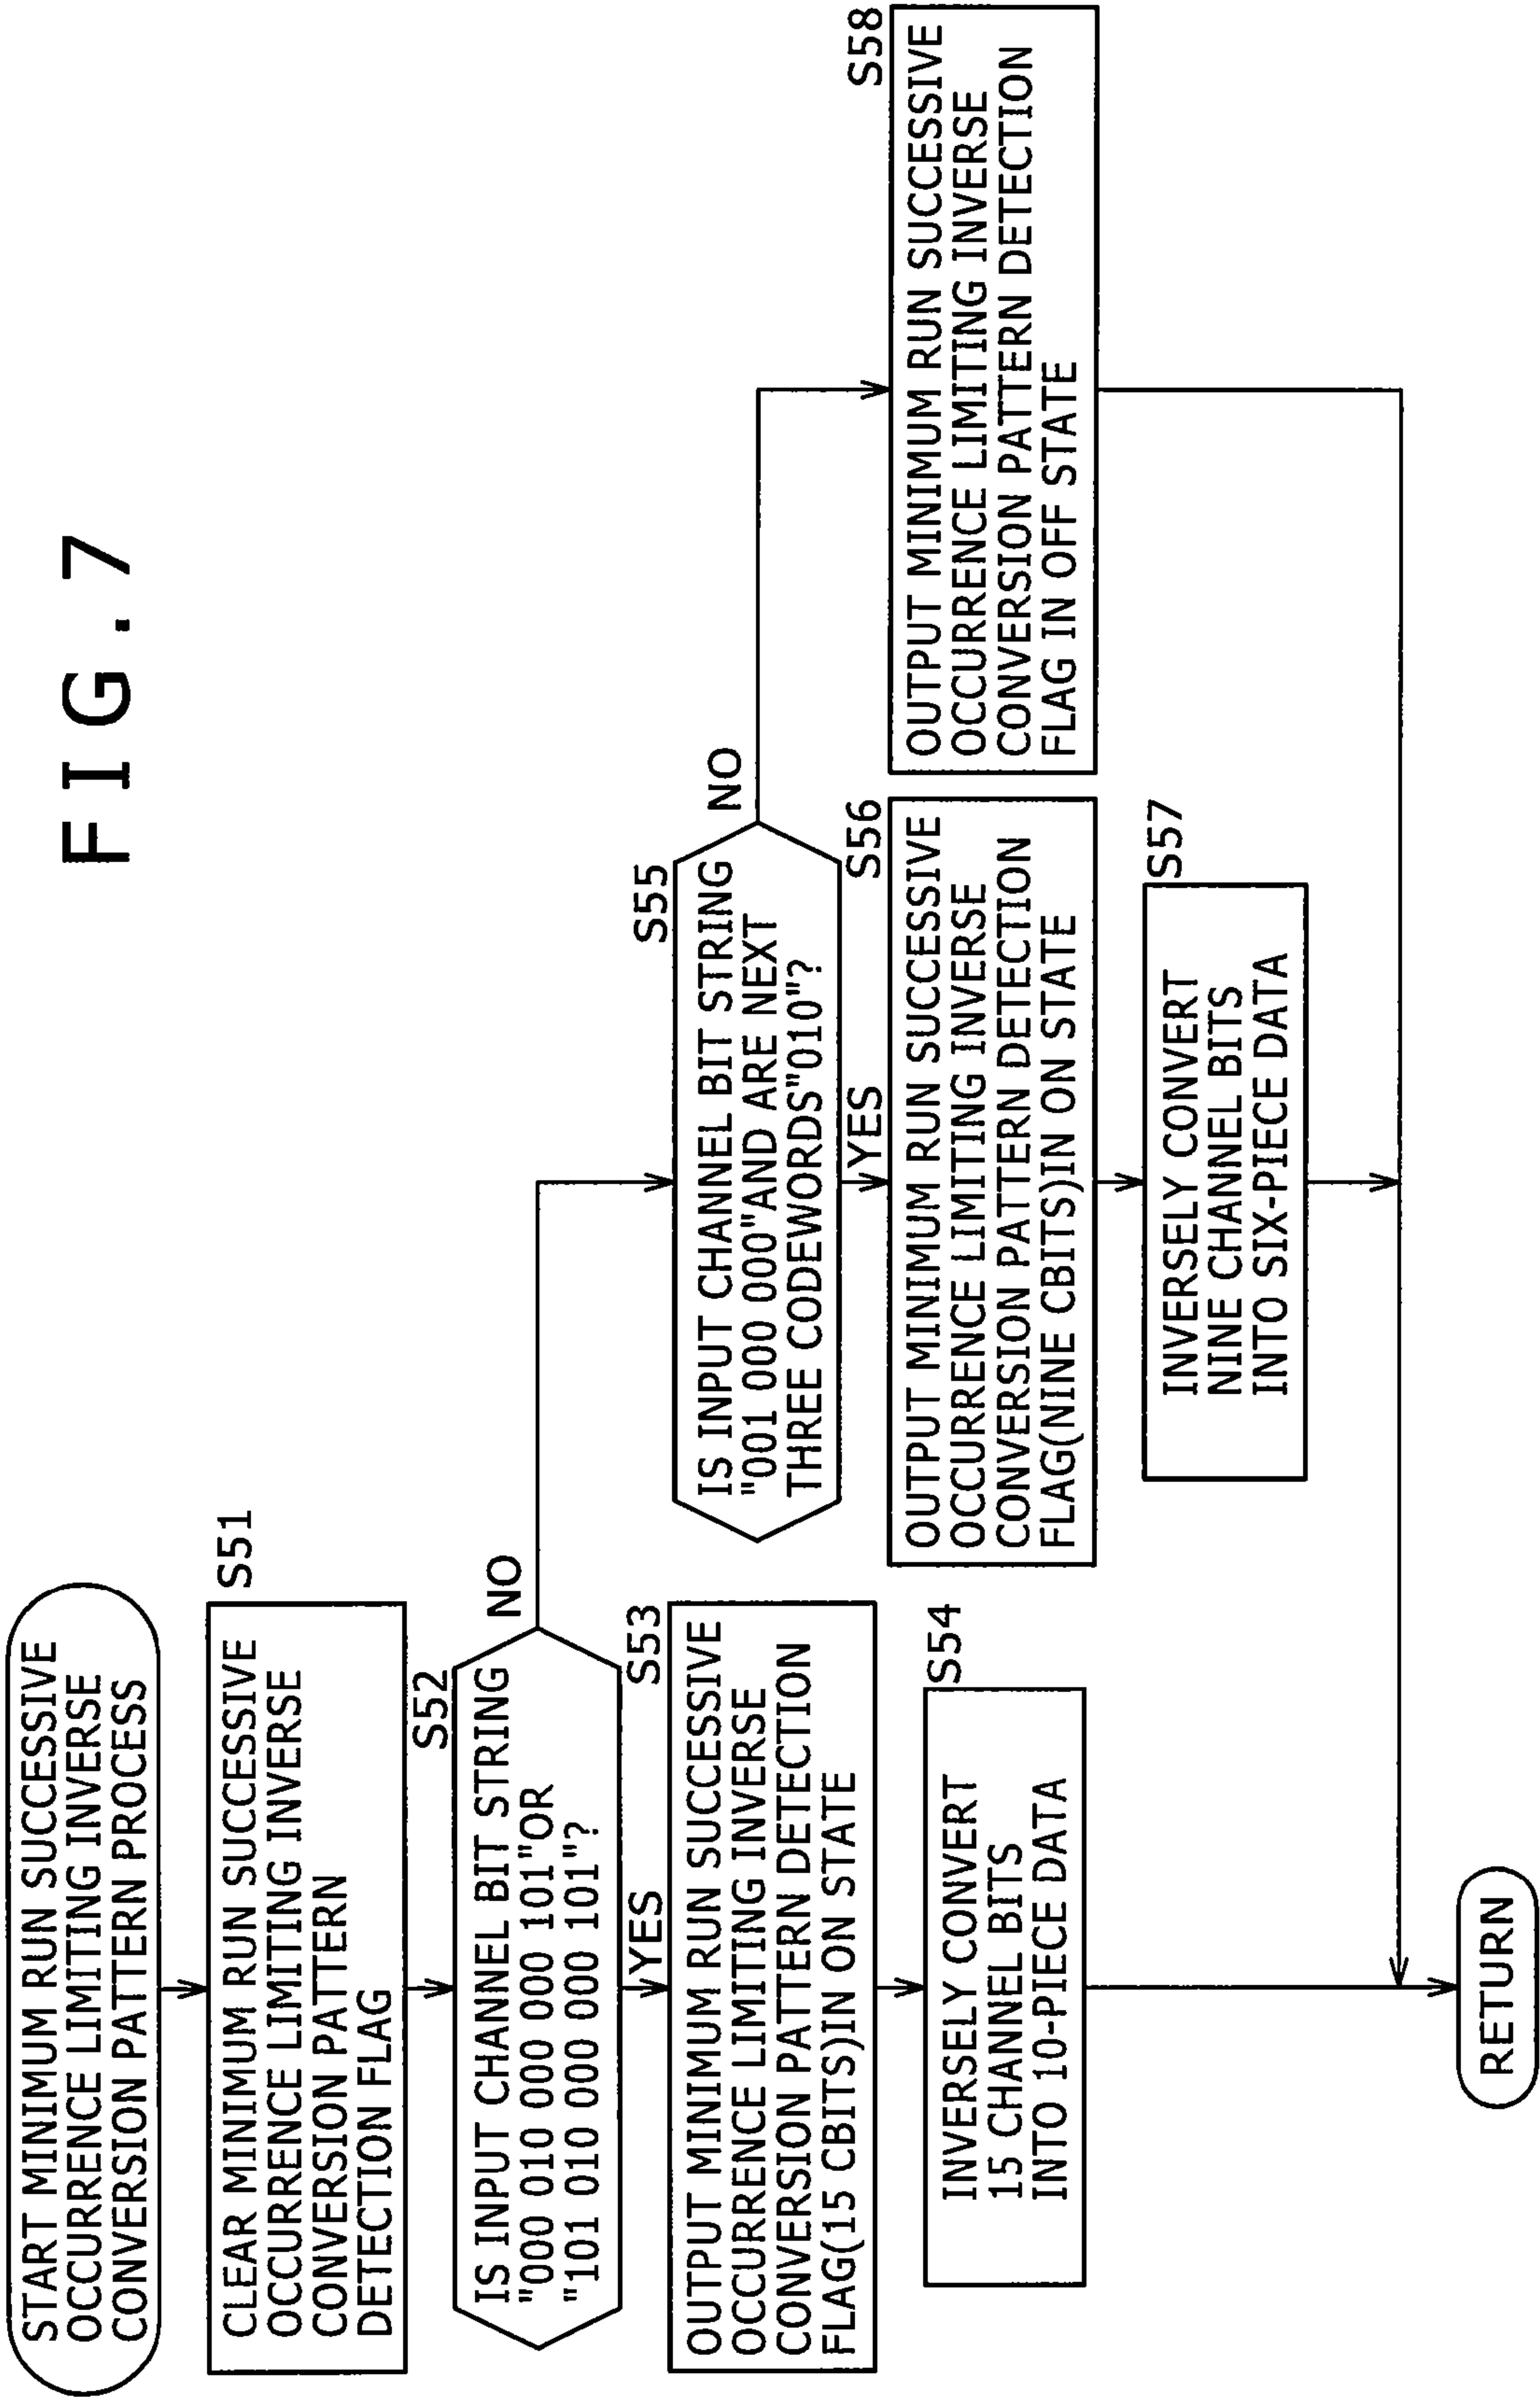 FIG.7
START MINIMUM RUN SUCCESSIVE
OCCURRENCE LIMITING INVERSE
CONVERSION PATTERN PROCESS
S51
CLEAR MINIMUM RUN SUCCESSIVE
OCCURRENCE LIMITING INVERSE
CONVERSION PATTERN
DETECTION FLAG
S52
IS INPUT CHANNEL BIT STRING
"000 010 000 000 101"OR
"101 010 000 000 101"?
NO
YES
S53
OUTPUT MINIMUM RUN SUCCESSIVE
OCCURRENCE LIMITING INVERSE
CONVERSION PATTERN DETECTION
FLAG(15 CBITS)IN ON STATE
S54
INVERSELY CONVERT
15 CHANNEL BITS
INTO 10-PIECE DATA
S55
IS INPUT CHANNEL BIT STRING
"001 000 000"AND ARE NEXT
THREE CODEWORDS"010"?
NO
YES
S56
OUTPUT MINIMUM RUN SUCCESSIVE
OCCURRENCE LIMITING INVERSE
CONVERSION PATTERN DETECTION
FLAG(NINE CBITS)IN ON STATE
S57
INVERSELY CONVERT
NINE CHANNEL BITS
INTO SIX-PIECE DATA
S58
OUTPUT MINIMUM RUN SUCCESSIVE
OCCURRENCE LIMITING INVERSE
CONVERSION PATTERN DETECTION
FLAG IN OFF STATE
RETURN